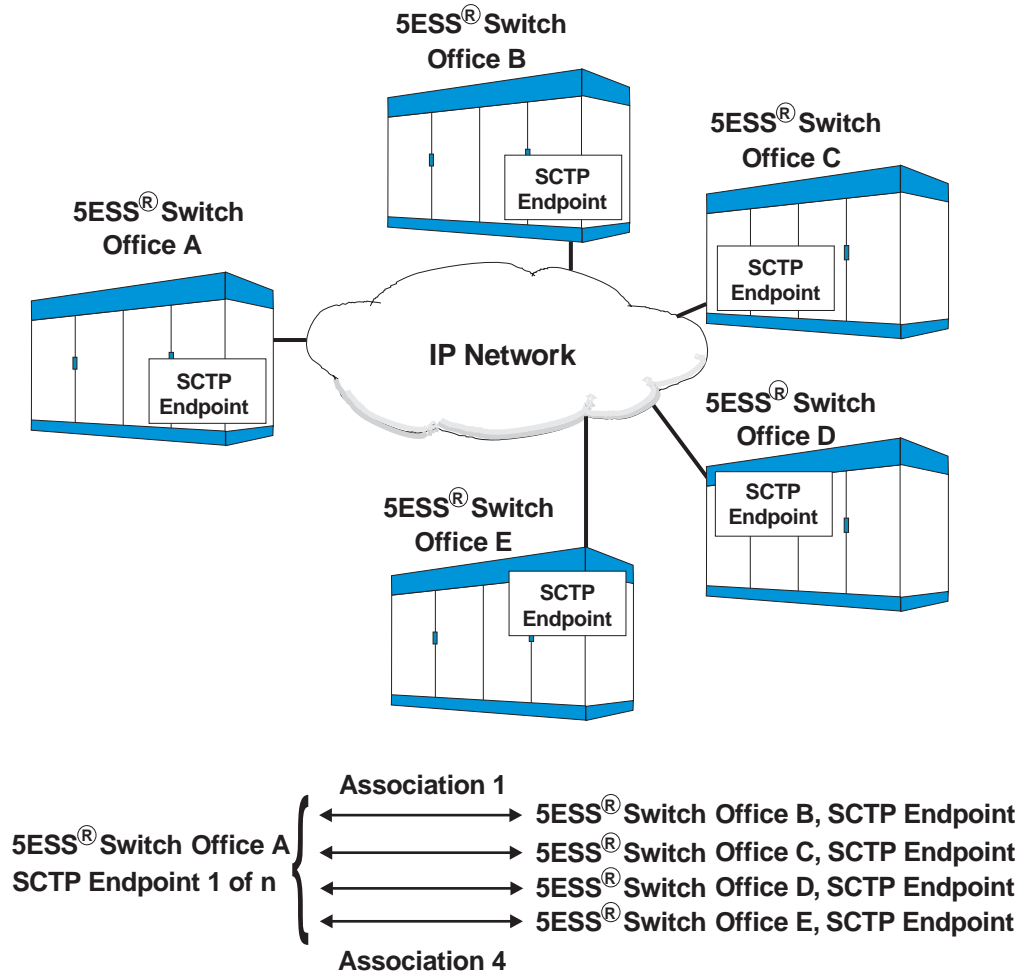 5ESS® Switch
Office B
5ESS® Switch
Office C
5ESS® Switch
Office A
SCTP
Endpoint
SCTP
Endpoint
SCTP
Endpoint
IP Network
5ESS® Switch
Office D
SCTP
Endpoint
5ESS® Switch
Office E
SCTP
Endpoint
Association 1
5ESS® Switch Office A
SCTP Endpoint 1 of n
5ESS® Switch Office B, SCTP Endpoint
5ESS® Switch Office C, SCTP Endpoint
5ESS® Switch Office D, SCTP Endpoint
5ESS® Switch Office E, SCTP Endpoint
Association 4